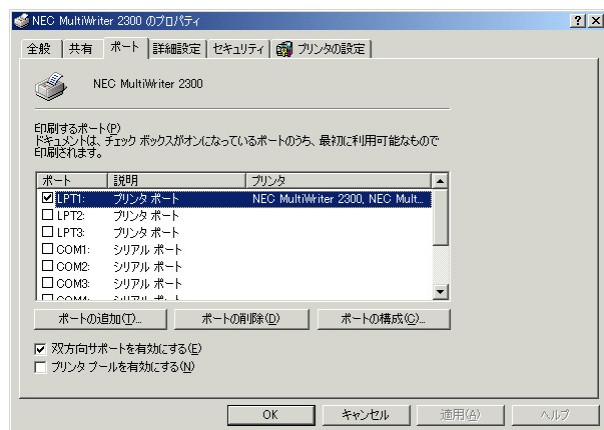 NEC MultiWriter 2300 のプロパティ
? ×
全般 共有 ポート 詳細設定 セキュリティ プリンタの設定
NEC MultiWriter 2300
印刷するポート(P)
ドキュメントは、チェック ボックスがオンになっているポートのうち、最初に利用可能なもので
印刷されます。
ポート 説明 プリンタ
LPT1: プリンタ ポート NEC MultiWriter 2300, NEC Mult...
LPT2: プリンタ ポート
LPT3: プリンタ ポート
COM1: シリアル ポート
COM2: シリアル ポート
COM3: シリアル ポート
COM4: シリアル ポート
ポートの追加(T)... ポートの削除(D) ポートの構成(C)...
双方向サポートを有効にする(E)
プリンタ プールを有効にする(N)
OK キャンセル 適用(A) ヘルプ